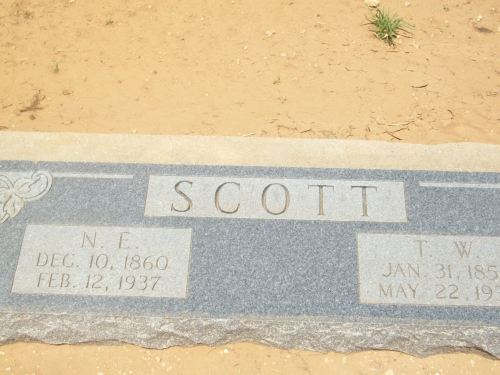 SCOTT
N. E.
DEC. 10, 1860
FEB. 12, 1937
T. W
JAN. 31, 185
MAY 22, 19